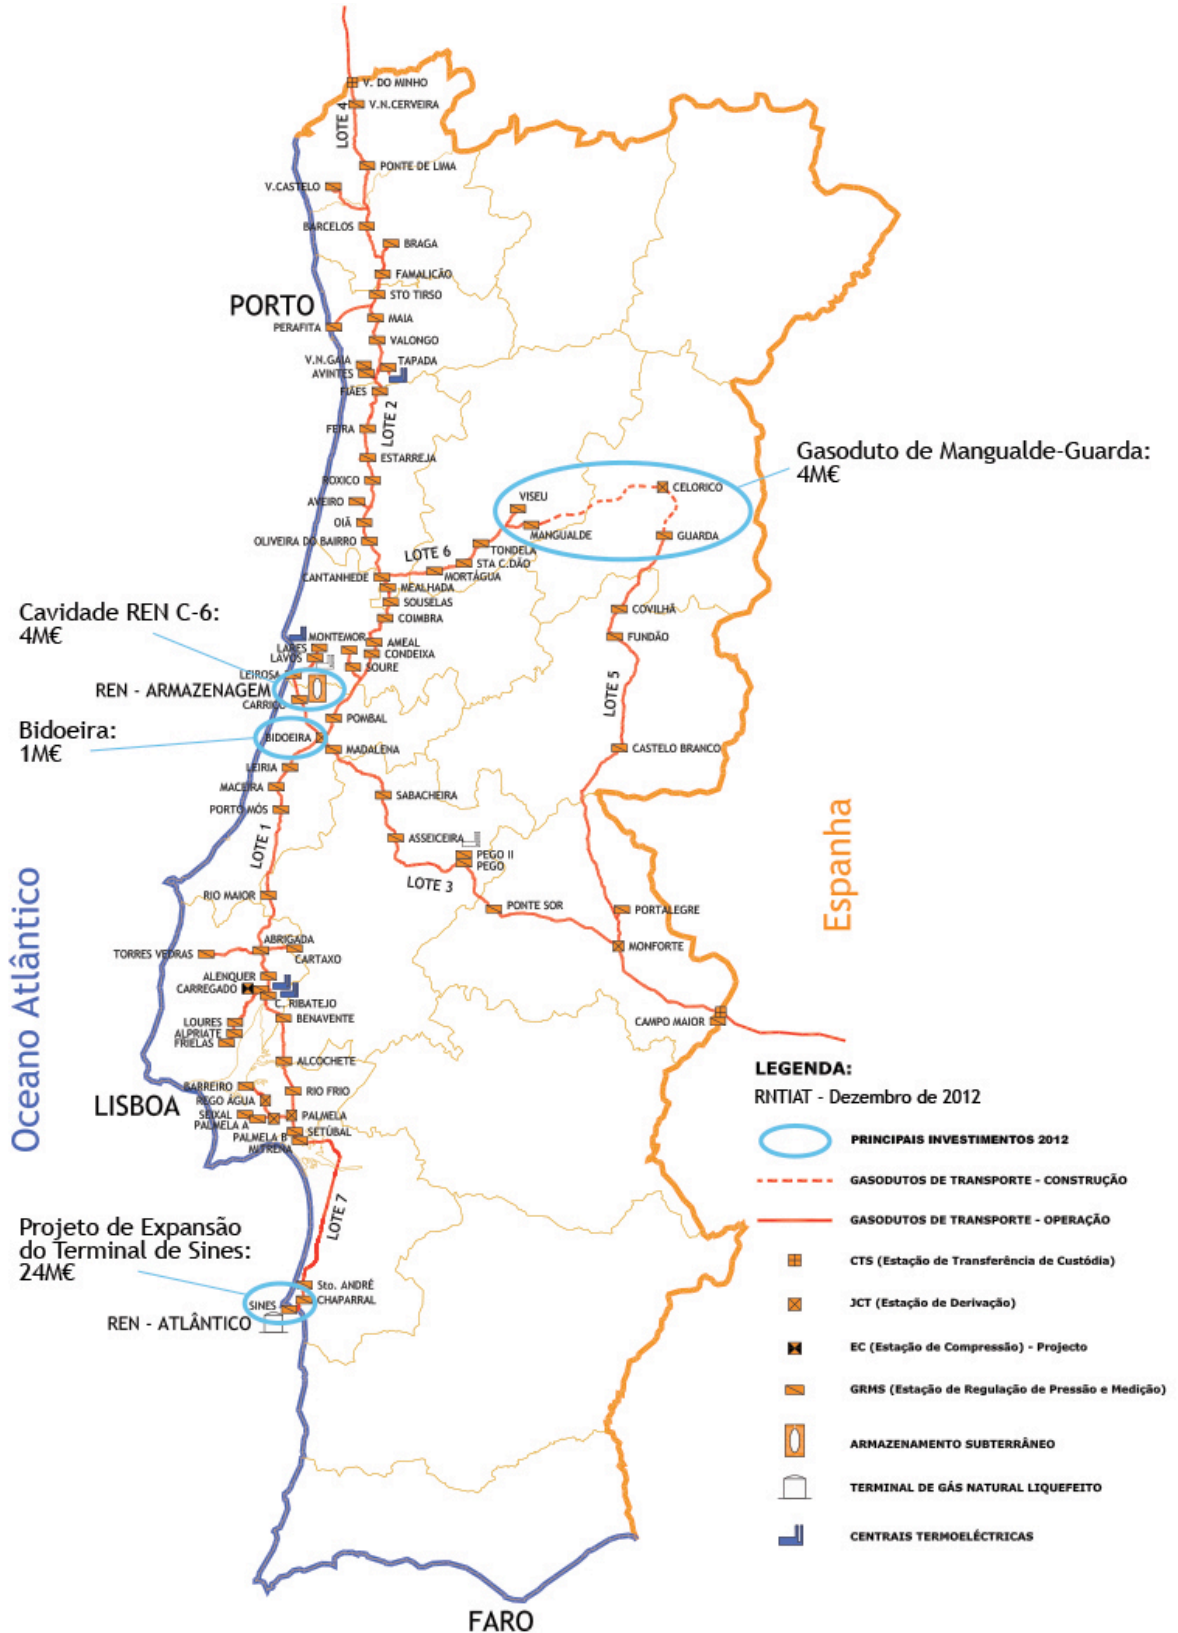 V. DO MINHO
V.N.CERVEIRA
LOTE 4
PONTE DE LIMA
V.CASTELO
BARCELOS
BRAGA
FAMALICÃO
STO TIRSO
PORTO
MAIA
PERAFITA
VALONGO
V.N.GAIA
TAPADA
AVINTES
FIÃES
LOTE 2
FEIRA
ESTARREJA
Gasoduto de Mangualde-Guarda:
4M€
ROXICO
CELORICO
VISEU
AVEIRO
OIÃ
MANGUALDE
GUARDA
OLIVEIRA DO BAIRRO
LOTE 6
TONDELA
STA C.DÃO
CANTANHEDE
MORTÁGUA
MEALHADA
SOUSELAS
COVILHÃ
Cavidade REN C-6:
4M€
COIMBRA
FUNDÃO
MONTEMOR
AMEAL
LARES
CONDEIXA
LAVOS
SOURE
LEIROSA
REN - ARMAZENAGEM
LOTE 5
CARRIÇO
POMBAL
Bidoeira:
1M€
BIDOEIRA
MADALENA
CASTELO BRANCO
LEIRIA
MACEIRA
SABACHEIRA
PORTO MÓS
Espanha
LOTE 1
ASSEICEIRA
PEGO II
PEGO
LOTE 3
RIO MAIOR
PONTE SOR
PORTALEGRE
Oceano Atlântico
ABRIGADA
MONFORTE
TORRES VEDRAS
CARTAXO
ALENQUER
CARREGADO
C. RIBATEJO
BENAVENTE
LOURES
CAMPO MAIOR
ALPRIATE
FRIELAS
ALCOCHETE
LEGENDA:
RNTIAT - Dezembro de 2012
BARREIRO
RIO FRIO
REGO ÁGUA
LISBOA
SEIXAL
PALMELA
PALMELA A
SETÚBAL
PALMELA B
MITRENA
PRINCIPAIS INVESTIMENTOS 2012
GASODUTOS DE TRANSPORTE - CONSTRUÇÃO
LOTE 7
GASODUTOS DE TRANSPORTE - OPERAÇÃO
Projeto de Expansão
do Terminal de Sines:
24M€
CTS (Estação de Transferência de Custódia)
Sto. ANDRÉ
CHAPARRAL
SINES
REN - ATLÂNTICO
JCT (Estação de Derivação)
EC (Estação de Compressão) - Projecto
GRMS (Estação de Regulação de Pressão e Medição)
ARMAZENAMENTO SUBTERRÂNEO
TERMINAL DE GÁS NATURAL LIQUEFEITO
CENTRAIS TERMOELÉCTRICAS
FARO